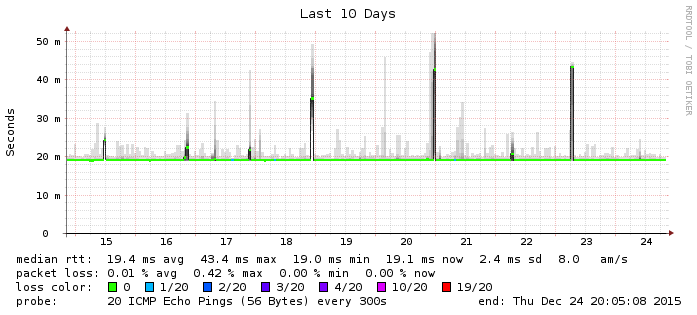 Last 10 Days
RRDTOOL / TOBI OETIKER
Seconds
50 m
40 m
30 m
20 m
10 m
0
15 16 17 18 19 20 21 22 23 24
median rtt: 19.4 ms avg 43.4 ms max 19.0 ms min 19.1 ms now 2.4 ms sd 8.0 am/s
packet loss: 0.01 % avg 0.42 % max 0.00 % min 0.00 % now
loss color: 0 1/20 2/20 3/20 4/20 10/20 19/20
probe: 20 ICMP Echo Pings (56 Bytes) every 300s end: Thu Dec 24 20:05:08 2015